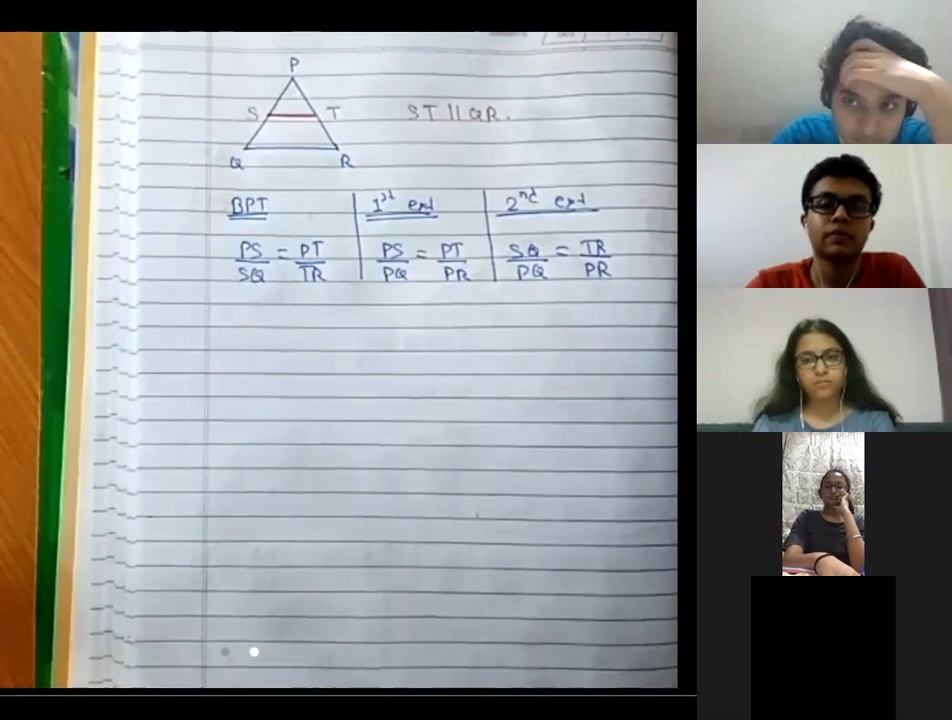 P
S T ST || QR.
Q R
BPT 1st ext 2nd ext
PS/SQ = PT/TR PS/PQ = PT/PR SQ/PQ = TR/PR